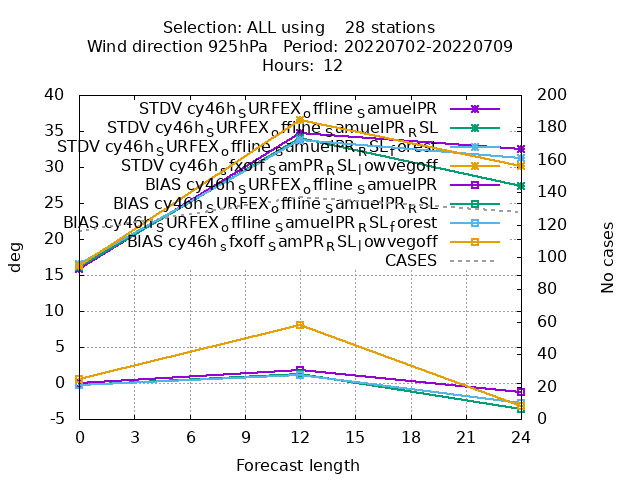 Selection: ALL using 28 stations
Wind direction 925hPa Period: 20220702-20220709
Hours: 12
deg
No cases
40
35
30
25
20
15
10
5
0
-5
200
180
160
140
120
100
80
60
40
20
0
STDV cy46h_SURFEX_offline_samuelPR
STDV cy46h_SURFEX_offline_samuelPR_RSL
STDV cy46h_SURFEX_offline_samuelPR_RSL_forest
STDV cy46h_sfxoff_samPR_RSL_lowvegoff
BIAS cy46h_SURFEX_offline_samuelPR
BIAS cy46h_SURFEX_offline_samuelPR_RSL
BIAS cy46h_SURFEX_offline_samuelPR_RSL_forest
BIAS cy46h_sfxoff_samPR_RSL_lowvegoff
CASES
0 3 6 9 12 15 18 21 24
Forecast length